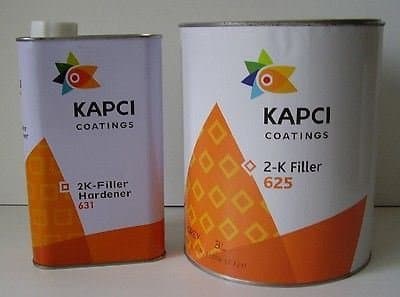 KAPCI
COATINGS
2K-Filler
Hardener
631
KAPCI
COATINGS
2-K Filler
625